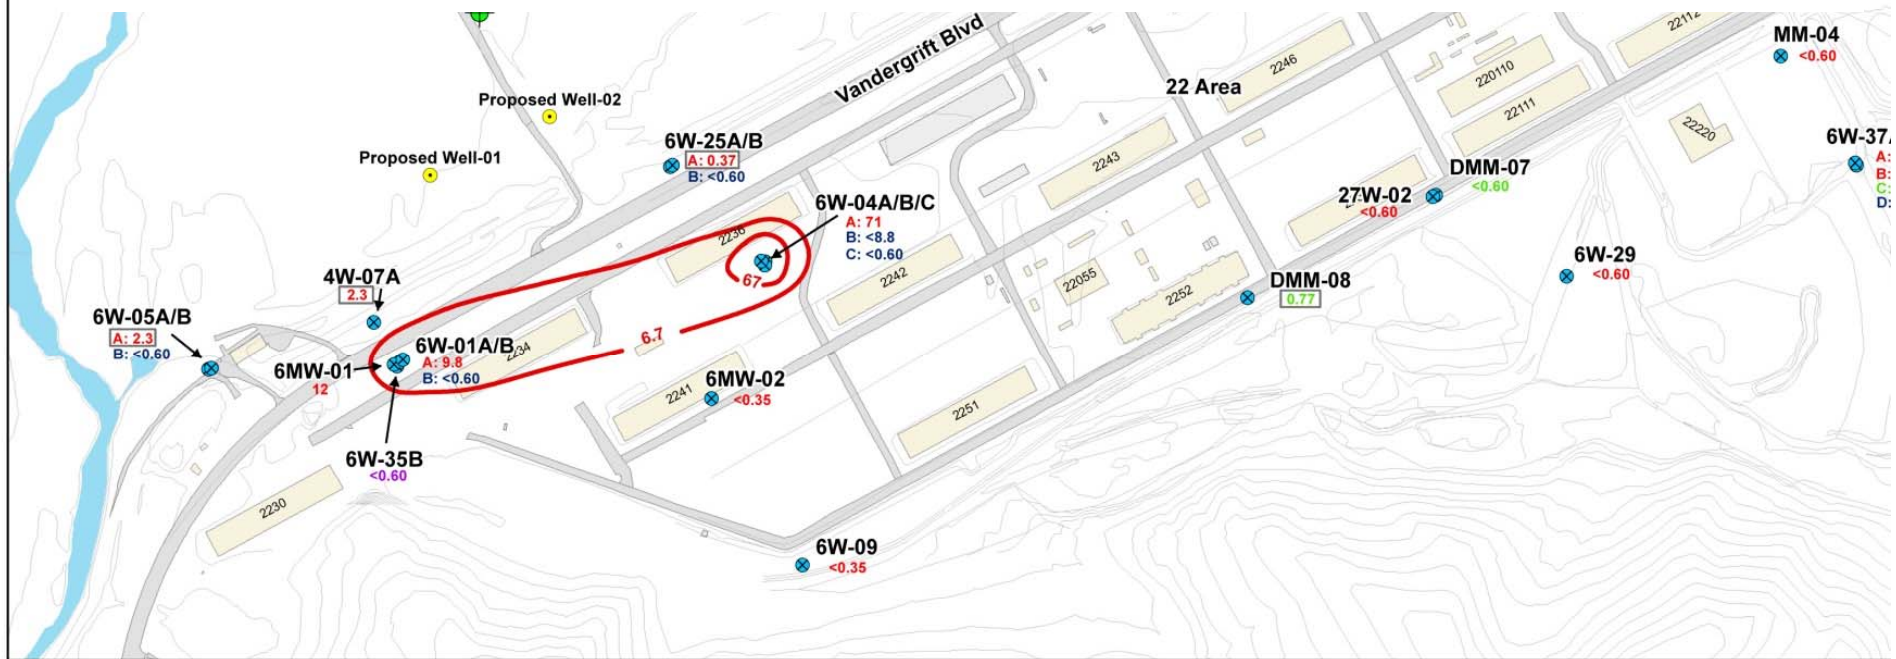 Vandergrift Blvd
22 Area
2246
220110
22111
22112
22220
MM-04
<0.60
6W-37
A:
B:
C:
D:
Proposed Well-02
Proposed Well-01
6W-25A/B
A: 0.37
B: <0.60
2243
DMM-07
<0.60
27W-02
<0.60
6W-04A/B/C
A: 71
B: <8.8
C: <0.60
2236
67
2242
22055
2252
DMM-08
0.77
6W-29
<0.60
4W-07A
2.3
6W-05A/B
A: 2.3
B: <0.60
6MW-01
12
6W-01A/B
A: 9.8
B: <0.60
2234
6.7
2241
6MW-02
<0.35
2251
6W-35B
<0.60
2230
6W-09
<0.35